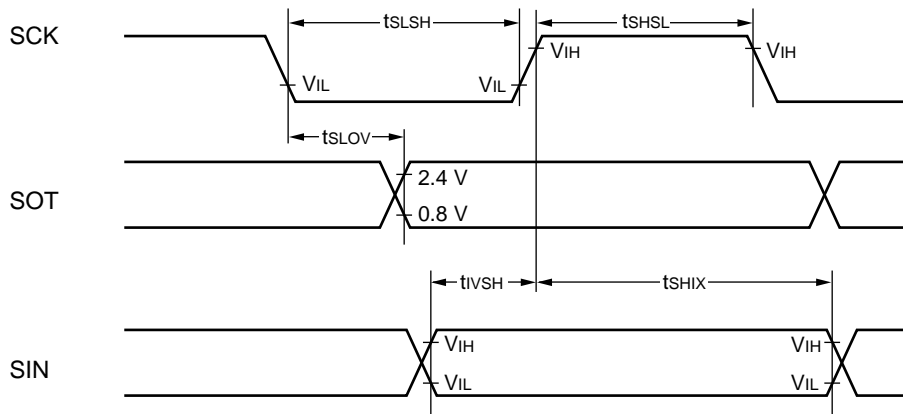 tSLSH tSHSL
SCK
VIH VIH
VIL VIL
tSLOV
2.4 V
SOT
0.8 V
tIVSH tSHIX
VIH VIH
SIN
VIL VIL